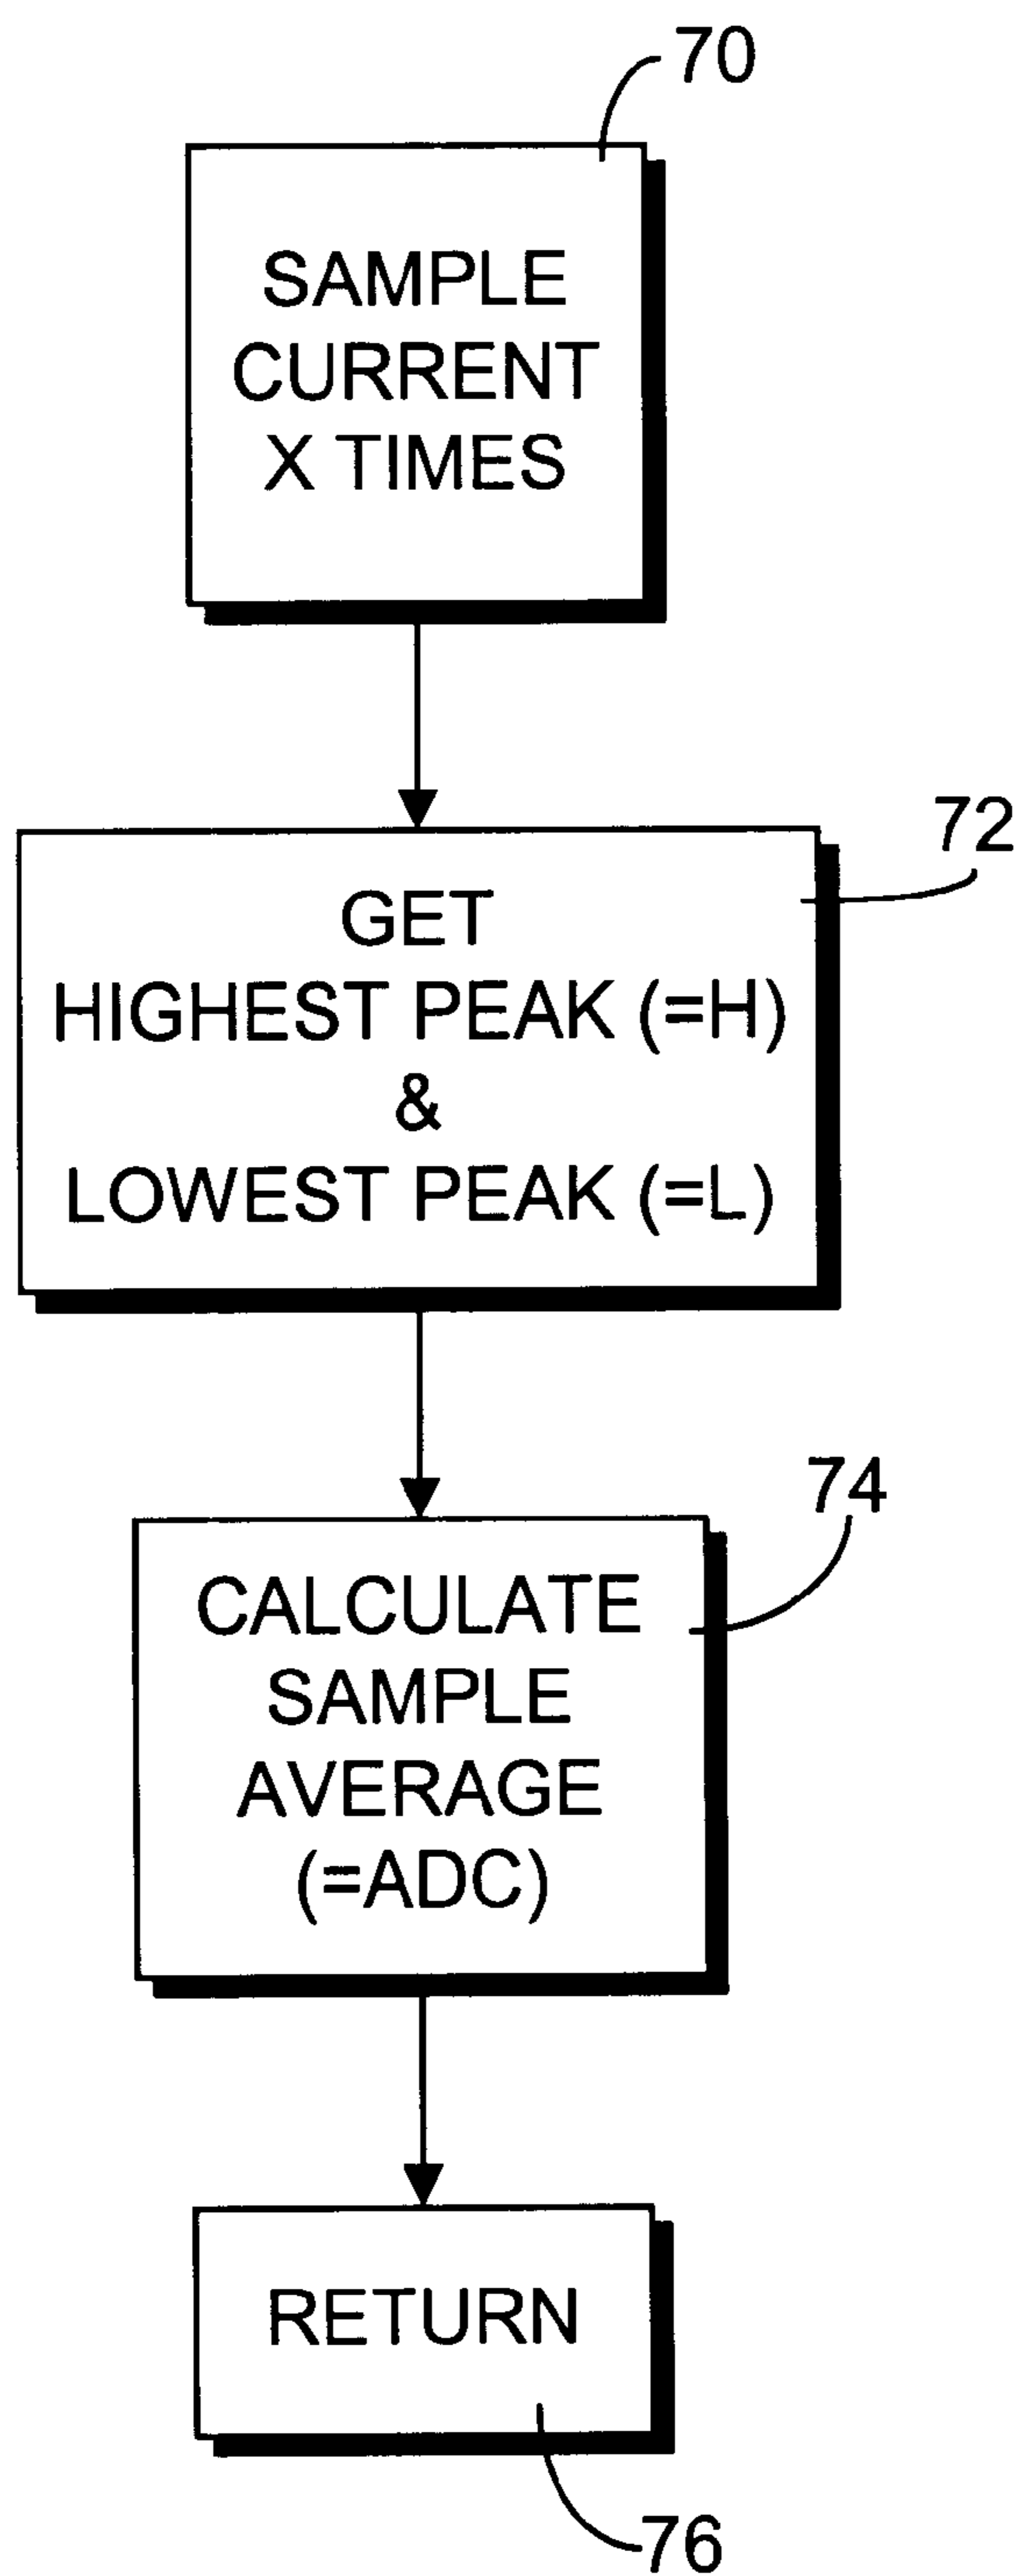 70
SAMPLE
CURRENT
X TIMES
72
GET
HIGHEST PEAK (=H)
&
LOWEST PEAK (=L)
74
CALCULATE
SAMPLE
AVERAGE
(=ADC)
RETURN
76